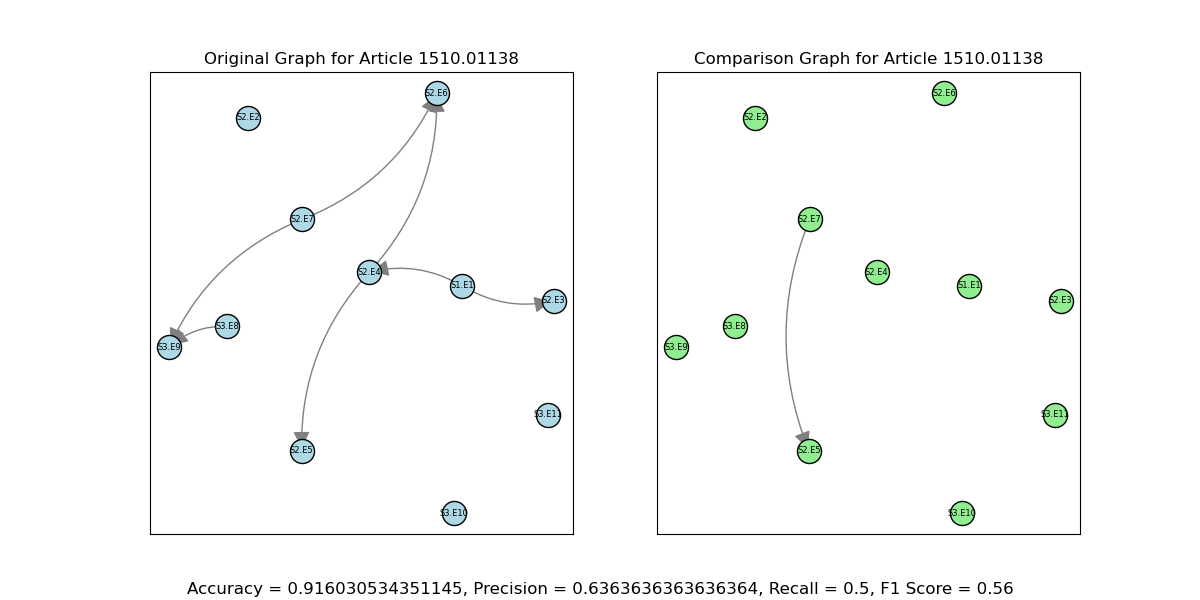 Original Graph for Article 1510.01138
S2.E6
S2.E2
S2.E7
S2.E4
S1.E1
S2.E3
S3.E8
S3.E9
S3.E11
S2.E5
S3.E10
Comparison Graph for Article 1510.01138
S2.E6
S2.E2
S2.E7
S2.E4
S1.E1
S2.E3
S3.E8
S3.E9
S3.E11
S2.E5
S3.E10
Accuracy = 0.916030534351145, Precision = 0.6363636363636364, Recall = 0.5, F1 Score = 0.56